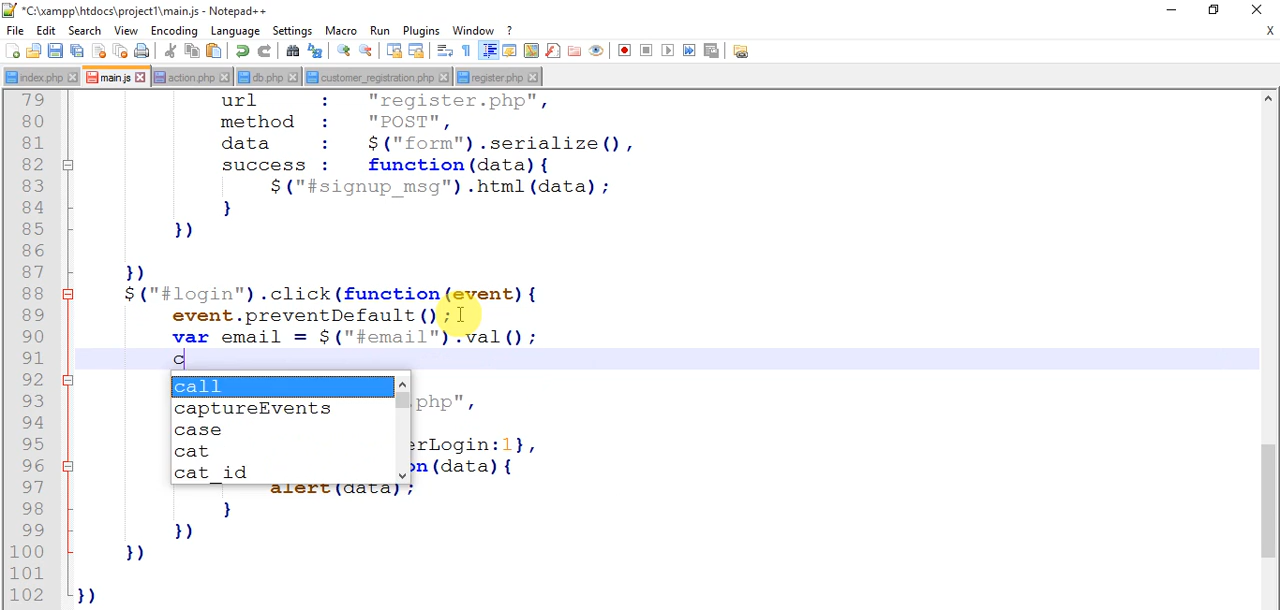 *C:\xampp\htdocs\project1\main.js - Notepad++
File Edit Search View Encoding Language Settings Macro Run Plugins Window ? X
index.php main.js action.php db.php customer_registration.php register.php
79 url : "register.php",
80 method : "POST",
81 data : $("form").serialize(),
82 success : function(data){
83 $("#signup_msg").html(data);
84 }
85 })
86
87 })
88 $("#login").click(function(event){
89 event.preventDefault();
90 var email = $("#email").val();
91 c
92 call
93 captureEvents .php",
94 case
95 cat erLogin:1},
96 cat_id on(data){
97 alert(data);
98 }
99 })
100 })
101
102 })